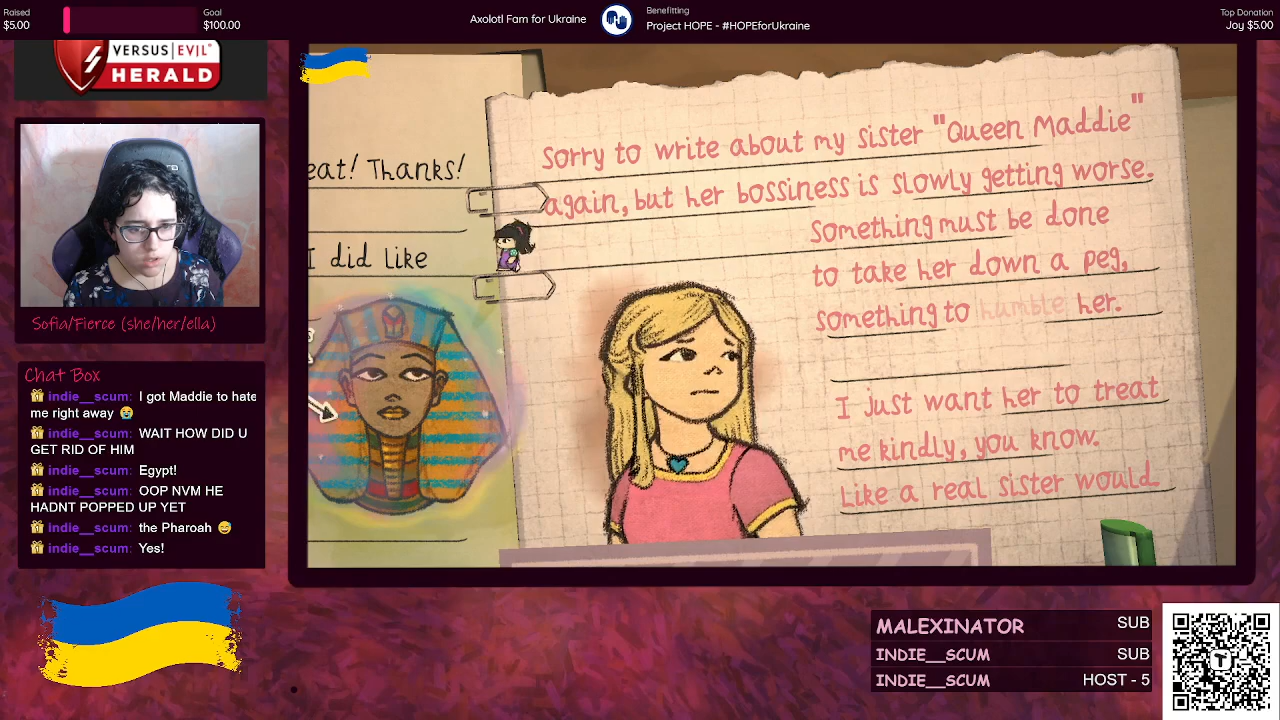 Raised
$5.00
Goal
$100.00
Axolotl Fam for Ukraine
Benefitting
Project HOPE - #HOPEforUkraine
Top Donation
Joy $5.00
VERSUS EVIL
HERALD
Sofia/Fierce (she/her/ella)
Chat Box
indie__scum: I got Maddie to hate
me right away 😭
indie__scum: WAIT HOW DID U
GET RID OF HIM
indie__scum: Egypt!
indie__scum: OOP NVM HE
HADNT POPPED UP YET
indie__scum: the Pharoah 😅
indie__scum: Yes!
eat! Thanks!
I did like
Sorry to write about my sister "Queen Maddie"
again, but her bossiness is slowly getting worse.
Something must be done
to take her down a peg,
something to humble her.
I just want her to treat
me kindly, you know.
Like a real sister would.
MALEXINATOR SUB
INDIE__SCUM SUB
INDIE__SCUM HOST - 5
T